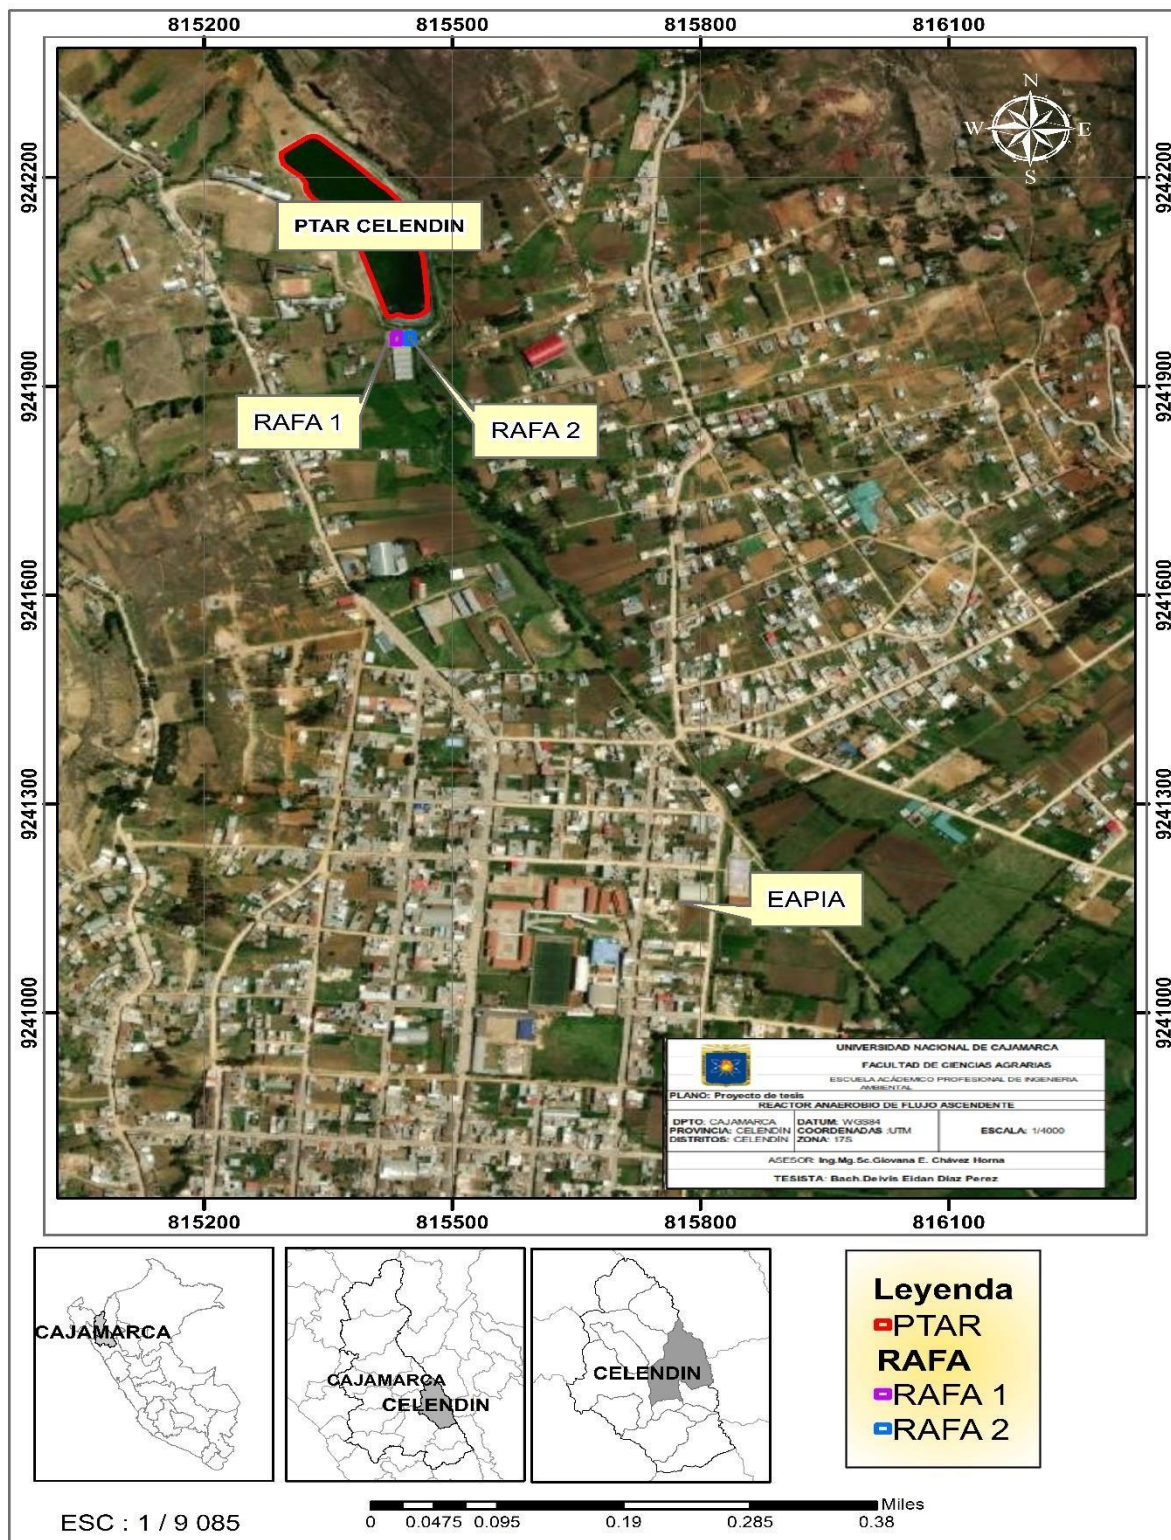 815200 815500 815800 816100
9242200 9242200
9241900 9241900
9241600 9241600
9241300 9241300
9241000 9241000
N
W E
S
PTAR CELENDIN
RAFA 1
RAFA 2
EAPIA
UNIVERSIDAD NACIONAL DE CAJAMARCA
FACULTAD DE CIENCIAS AGRARIAS
ESCUELA ACÁDEMICO PROFESIONAL DE INGENIERIA
AMBIENTAL
PLANO: Proyecto de tesis
REACTOR ANAEROBIO DE FLUJO ASCENDENTE
DPTO: CAJAMARCA
PROVINCIA: CELENDÍN
DISTRITOS: CELENDÍN
DATUM: WGS84
COORDENADAS :UTM
ZONA: 17S
ESCALA: 1/4000
ASESOR: Ing.Mg.Sc.Giovana E. Chávez Horna
TESISTA: Bach.Deivis Eidan Díaz Perez
815200 815500 815800 816100
CAJAMARCA
CAJAMARCA
CELENDIN
CELENDIN
Leyenda
PTAR
RAFA
RAFA 1
RAFA 2
ESC : 1 / 9 085
Miles
0 0.0475 0.095 0.19 0.285 0.38